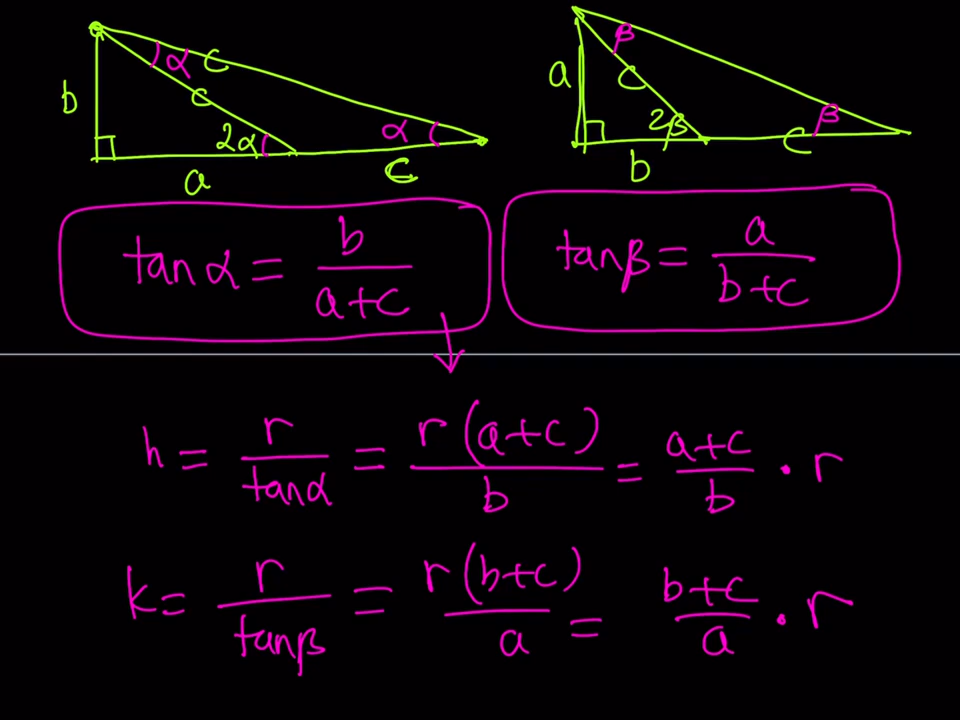 b α c c 2α α a c
a β c 2β β b c
tanα = b/(a+c)
tanβ = a/(b+c)
h = r/tanα = r(a+c)/b = (a+c)/b · r
k = r/tanβ = r(b+c)/a = (b+c)/a · r